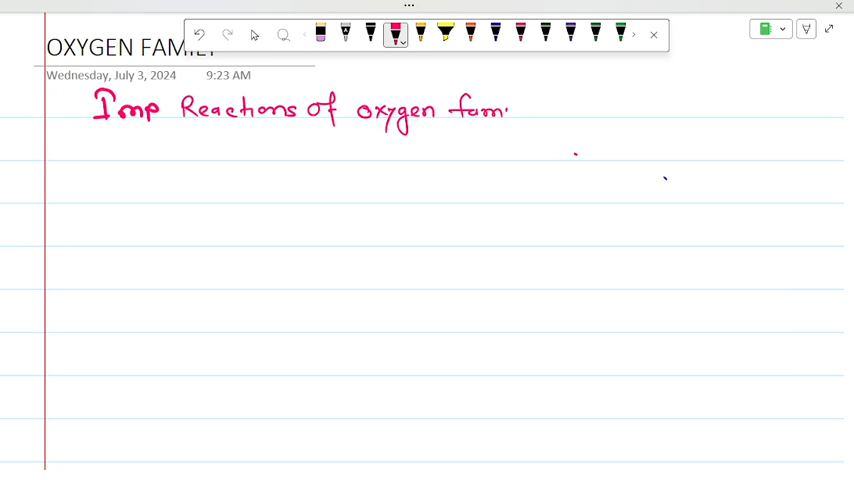 OXYGEN FAMILY
Wednesday, July 3, 2024 9:23 AM
Imp Reactions of oxygen fam